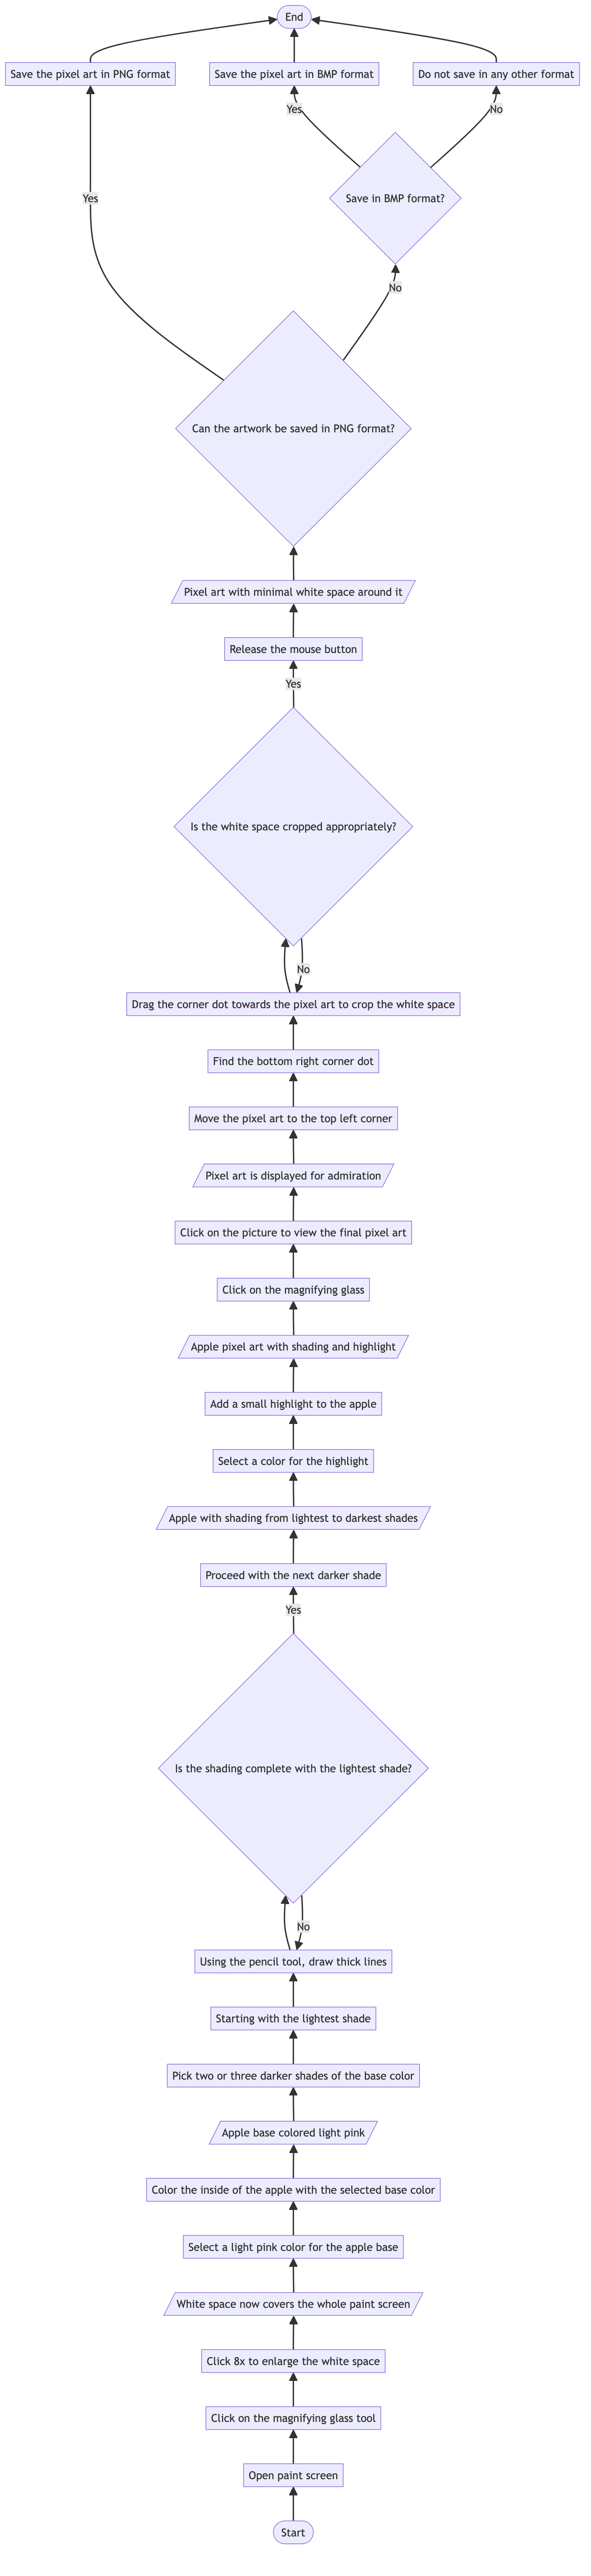 End
Save the pixel art in PNG format
Save the pixel art in BMP format
Do not save in any other format
Yes
No
Yes
Save in BMP format?
No
Can the artwork be saved in PNG format?
Pixel art with minimal white space around it
Release the mouse button
Yes
Is the white space cropped appropriately?
No
Drag the corner dot towards the pixel art to crop the white space
Find the bottom right corner dot
Move the pixel art to the top left corner
Pixel art is displayed for admiration
Click on the picture to view the final pixel art
Click on the magnifying glass
Apple pixel art with shading and highlight
Add a small highlight to the apple
Select a color for the highlight
Apple with shading from lightest to darkest shades
Proceed with the next darker shade
Yes
Is the shading complete with the lightest shade?
No
Using the pencil tool, draw thick lines
Starting with the lightest shade
Pick two or three darker shades of the base color
Apple base colored light pink
Color the inside of the apple with the selected base color
Select a light pink color for the apple base
White space now covers the whole paint screen
Click 8x to enlarge the white space
Click on the magnifying glass tool
Open paint screen
Start